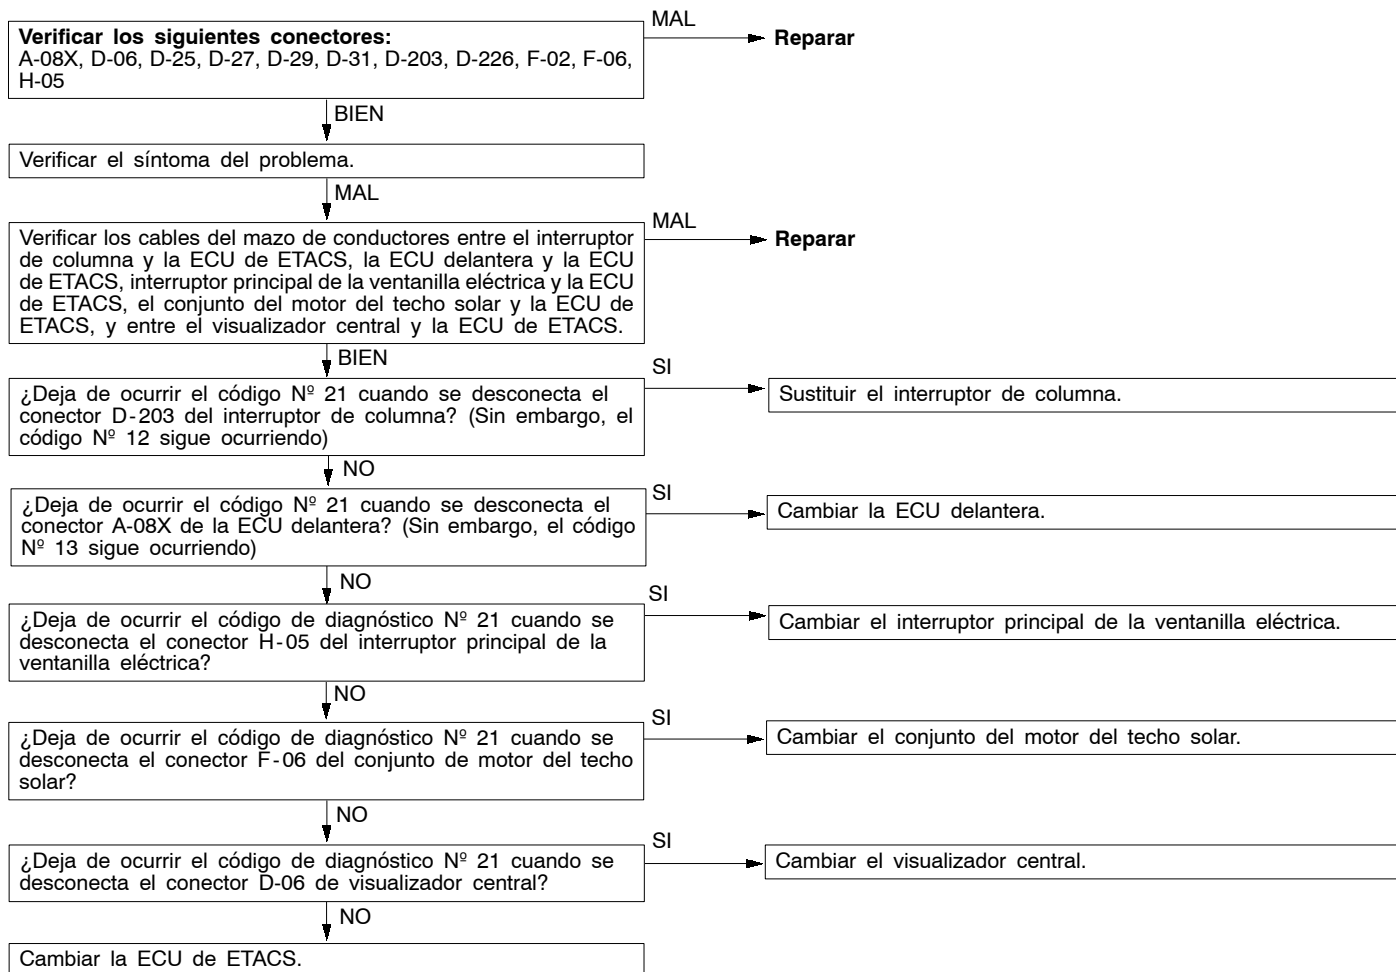 MAL
Verificar los siguientes conectores:
A-08X, D-06, D-25, D-27, D-29, D-31, D-203, D-226, F-02, F-06,
H-05
Reparar
BIEN
Verificar el síntoma del problema.
MAL
MAL
Verificar los cables del mazo de conductores entre el interruptor
de columna y la ECU de ETACS, la ECU delantera y la ECU
de ETACS, interruptor principal de la ventanilla eléctrica y la ECU
de ETACS, el conjunto del motor del techo solar y la ECU de
ETACS, y entre el visualizador central y la ECU de ETACS.
Reparar
BIEN
SI
¿Deja de ocurrir el código Nº 21 cuando se desconecta el
conector D-203 del interruptor de columna? (Sin embargo, el
código Nº 12 sigue ocurriendo)
Sustituir el interruptor de columna.
NO
SI
¿Deja de ocurrir el código Nº 21 cuando se desconecta el
conector A-08X de la ECU delantera? (Sin embargo, el código
Nº 13 sigue ocurriendo)
Cambiar la ECU delantera.
NO
SI
¿Deja de ocurrir el código de diagnóstico Nº 21 cuando se
desconecta el conector H-05 del interruptor principal de la
ventanilla eléctrica?
Cambiar el interruptor principal de la ventanilla eléctrica.
NO
SI
¿Deja de ocurrir el código de diagnóstico Nº 21 cuando se
desconecta el conector F-06 del conjunto de motor del techo
solar?
Cambiar el conjunto del motor del techo solar.
NO
SI
¿Deja de ocurrir el código de diagnóstico Nº 21 cuando se
desconecta el conector D-06 de visualizador central?
Cambiar el visualizador central.
NO
Cambiar la ECU de ETACS.